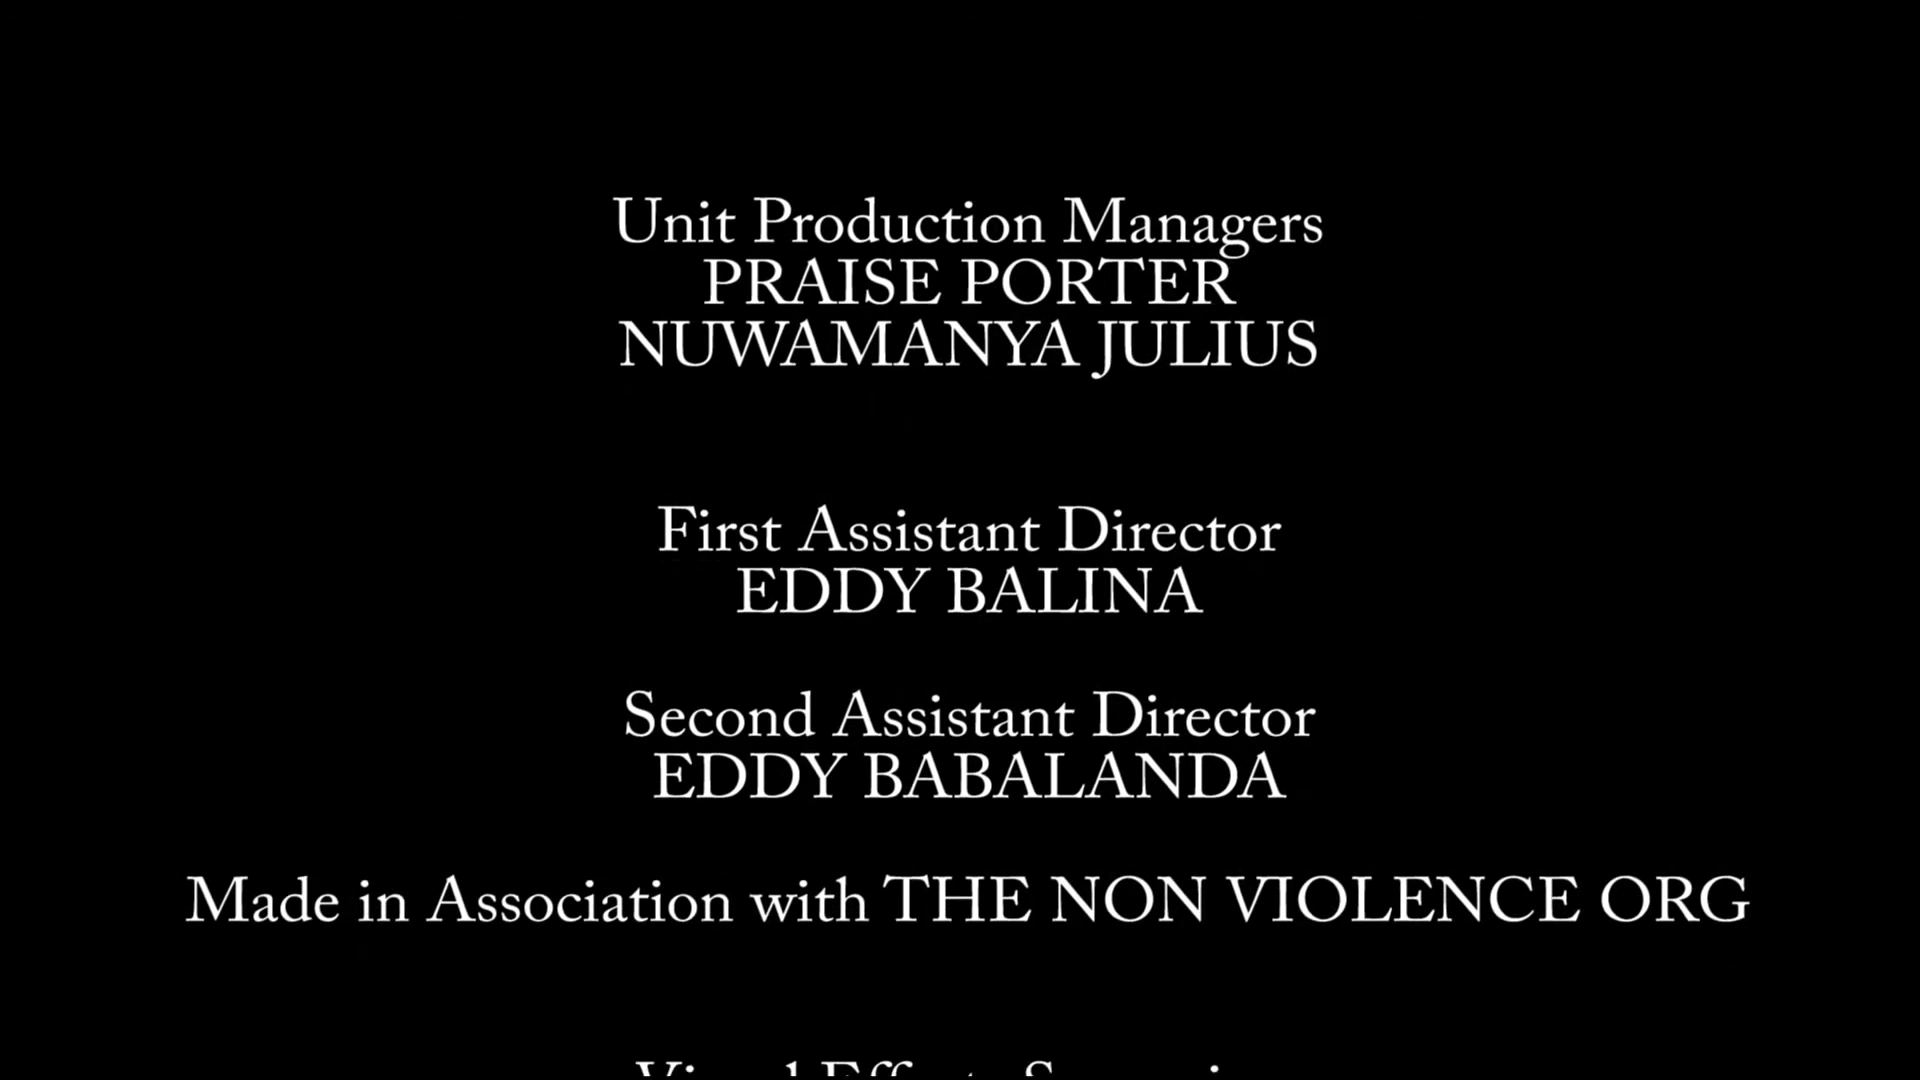 Unit Production Managers
PRAISE PORTER
NUWAMANYA JULIUS
First Assistant Director
EDDY BALINA
Second Assistant Director
EDDY BABALANDA
Made in Association with THE NON VIOLENCE ORG